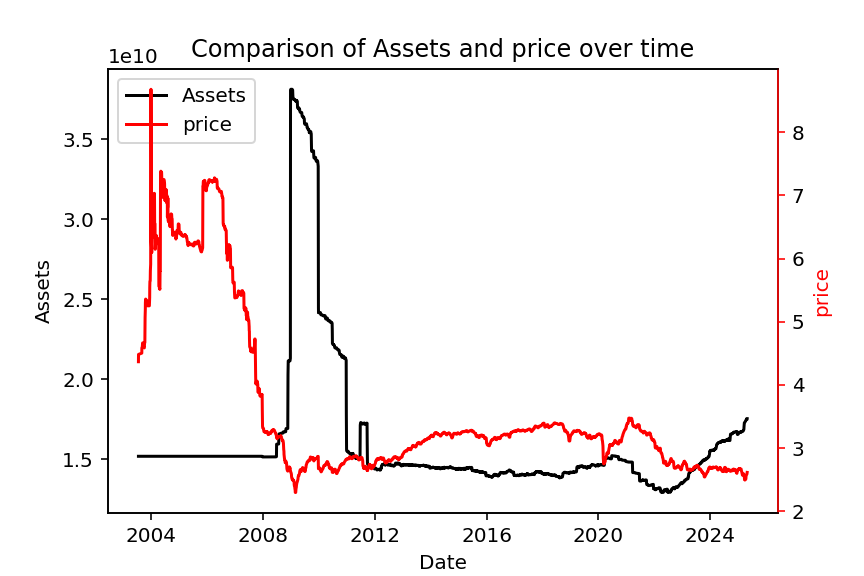 Comparison of Assets and price over time
1e10
Assets
price
3.5
3.0
2.5
2.0
1.5
Assets
8
7
6
5
4
3
2
price
2004 2008 2012 2016 2020 2024
Date